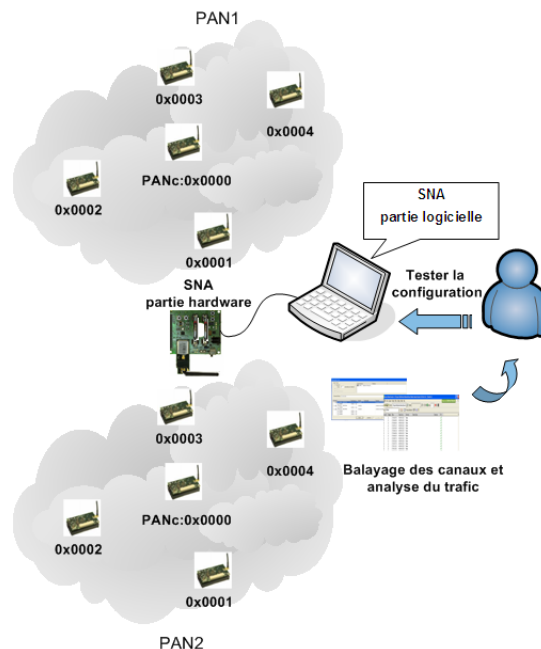 PAN1
0x0003
0x0004
PANc:0x0000
0x0002
0x0001
SNA
partie logicielle
SNA
partie hardware
Tester la
configuration
0x0003
0x0004
PANc:0x0000
0x0002
0x0001
Balayage des canaux et
analyse du trafic
PAN2